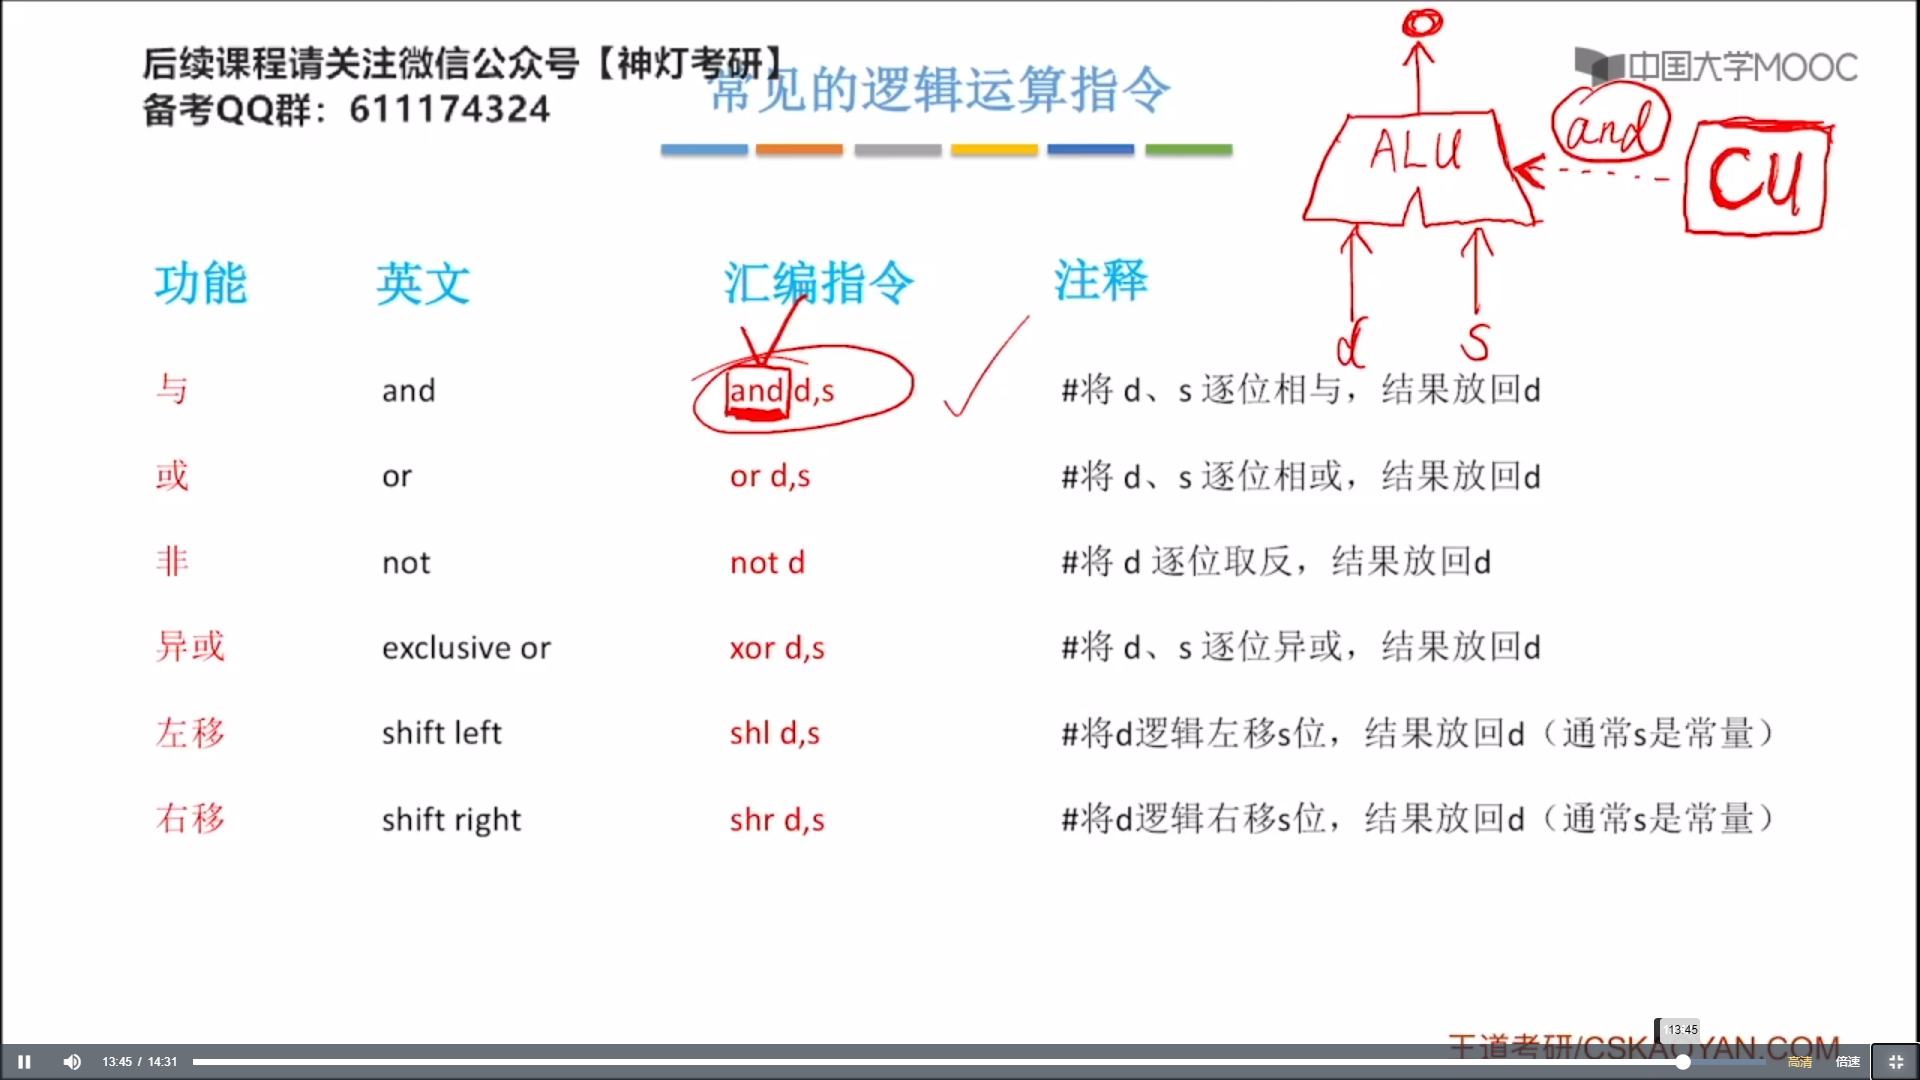 后续课程请关注微信公众号【神灯考研】
备考QQ群：611174324
常见的逻辑运算指令
中国大学MOOC
ALU
and
CU
d
s
功能 英文 汇编指令 注释
与 and and d,s #将 d、s 逐位相与，结果放回d
或 or or d,s #将 d、s 逐位相或，结果放回d
非 not not d #将 d 逐位取反，结果放回d
异或 exclusive or xor d,s #将 d、s 逐位异或，结果放回d
左移 shift left shl d,s #将d逻辑左移s位，结果放回d（通常s是常量）
右移 shift right shr d,s #将d逻辑右移s位，结果放回d（通常s是常量）
13:45
王道考研/CSKAOYAN.COM
13:45 / 14:31 高清 倍速